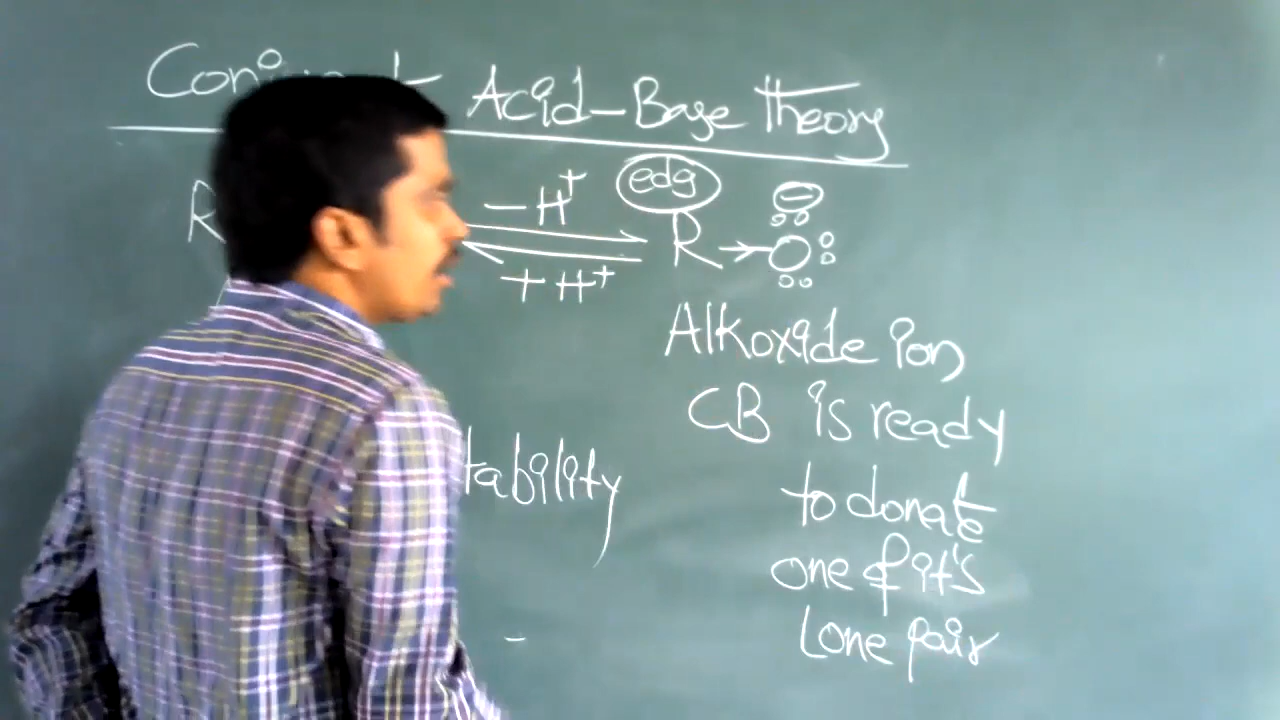 Acid-Base Theory
R -H⁺ edg R → O ⊖
+H⁺
Alkoxide ion
CB is ready
tability to donate
one of it's
Lone pair